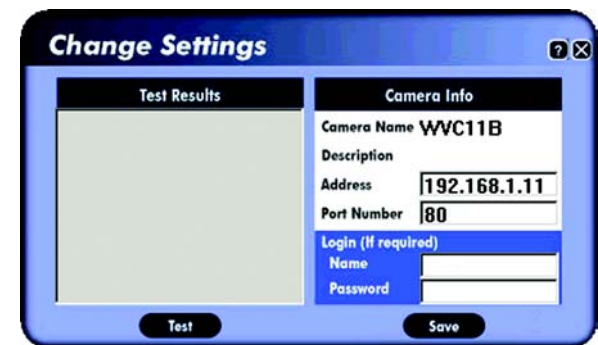 Change Settings
? X
Test Results
Camera Info
Camera Name WVC11B
Description
Address 192.168.1.11
Port Number 80
Login (If required)
Name
Password
Test
Save